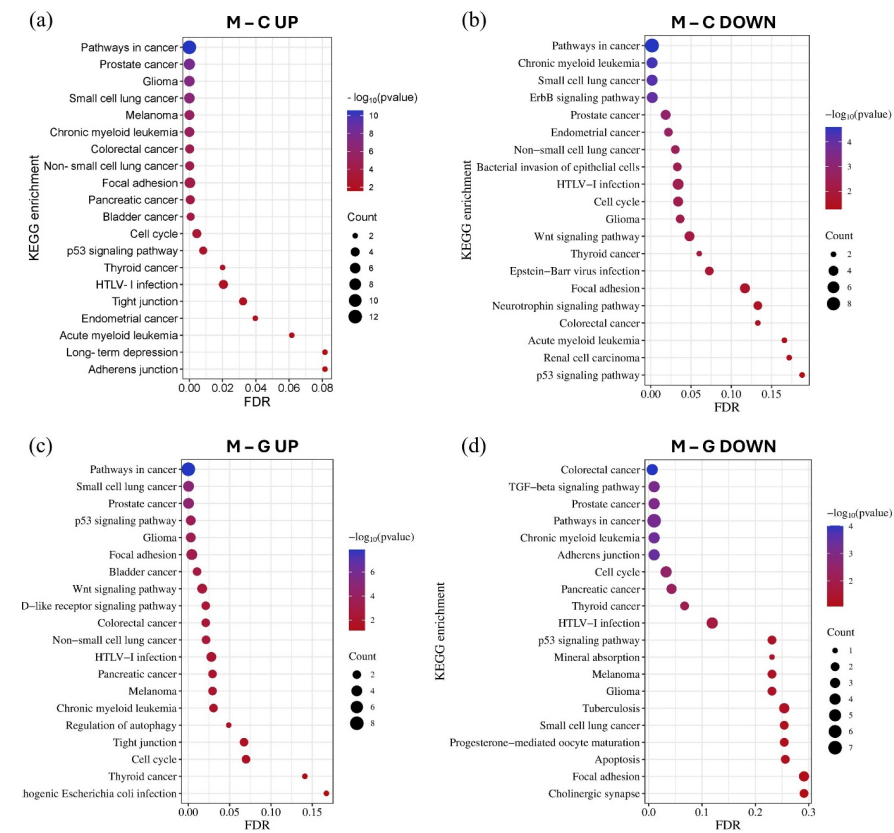 (a)
M – C UP
KEGG enrichment
Pathways in cancer
Prostate cancer
Glioma
Small cell lung cancer
Melanoma
Chronic myeloid leukemia
Colorectal cancer
Non- small cell lung cancer
Focal adhesion
Pancreatic cancer
Bladder cancer
Cell cycle
p53 signaling pathway
Thyroid cancer
HTLV- I infection
Tight junction
Endometrial cancer
Acute myeloid leukemia
Long- term depression
Adherens junction
0.00 0.02 0.04 0.06 0.08
FDR
- log10(pvalue)
10
8
6
4
2
Count
2
4
6
8
10
12
(b)
M – C DOWN
KEGG enrichment
Pathways in cancer
Chronic myeloid leukemia
Small cell lung cancer
ErbB signaling pathway
Prostate cancer
Endometrial cancer
Non−small cell lung cancer
Bacterial invasion of epithelial cells
HTLV−I infection
Cell cycle
Glioma
Wnt signaling pathway
Thyroid cancer
Epstein−Barr virus infection
Focal adhesion
Neurotrophin signaling pathway
Colorectal cancer
Acute myeloid leukemia
Renal cell carcinoma
p53 signaling pathway
0.00 0.05 0.10 0.15
FDR
−log10(pvalue)
4
3
2
Count
2
4
6
8
(c)
M – G UP
Pathways in cancer
Small cell lung cancer
Prostate cancer
p53 signaling pathway
Glioma
Focal adhesion
Bladder cancer
Wnt signaling pathway
D−like receptor signaling pathway
Colorectal cancer
Non−small cell lung cancer
HTLV−I infection
Pancreatic cancer
Melanoma
Chronic myeloid leukemia
Regulation of autophagy
Tight junction
Cell cycle
Thyroid cancer
hogenic Escherichia coli infection
0.00 0.05 0.10 0.15
FDR
−log10(pvalue)
6
4
2
Count
2
4
6
8
(d)
M – G DOWN
KEGG enrichment
Colorectal cancer
TGF−beta signaling pathway
Prostate cancer
Pathways in cancer
Chronic myeloid leukemia
Adherens junction
Cell cycle
Pancreatic cancer
Thyroid cancer
HTLV−I infection
p53 signaling pathway
Mineral absorption
Melanoma
Glioma
Tuberculosis
Small cell lung cancer
Progesterone−mediated oocyte maturation
Apoptosis
Focal adhesion
Cholinergic synapse
0.0 0.1 0.2 0.3
FDR
−log10(pvalue)
4
3
2
Count
1
2
3
4
5
6
7